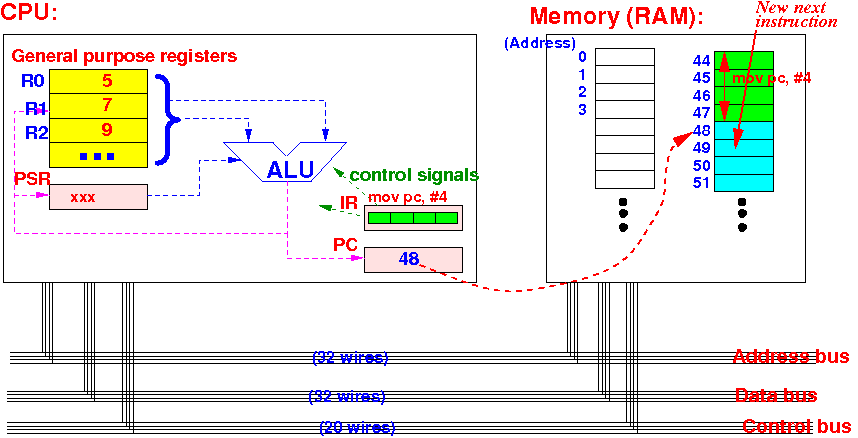 CPU:
General purpose registers
R0 5
R1 7
R2 9
PSR
xxx
ALU
control signals
IR
mov pc, #4
PC
48
Memory (RAM):
New next
instruction
(Address)
0
1
2
3
44
45
mov pc, #4
46
47
48
49
50
51
(32 wires)
Address bus
(32 wires)
Data bus
(20 wires)
Control bus